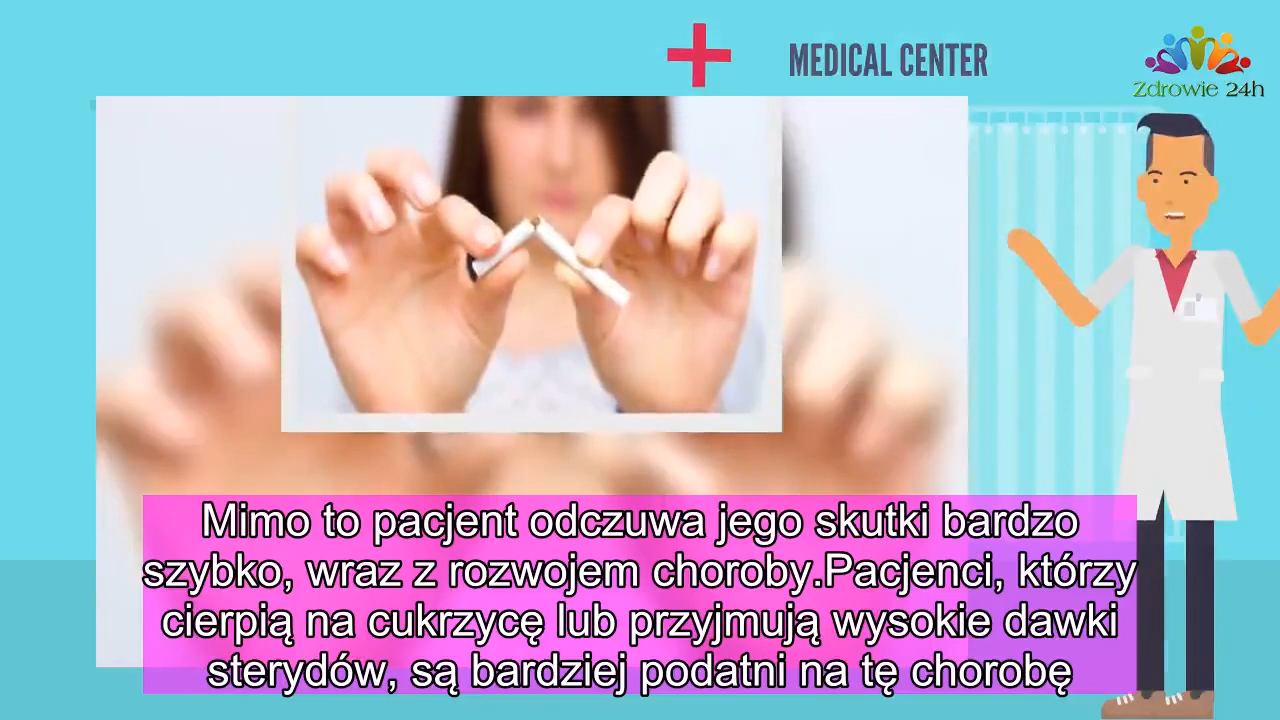 MEDICAL CENTER
Zdrowie 24h
Mimo to pacjent odczuwa jego skutki bardzo
szybko, wraz z rozwojem choroby.Pacjenci, którzy
cierpią na cukrzycę lub przyjmują wysokie dawki
sterydów, są bardziej podatni na tę chorobę